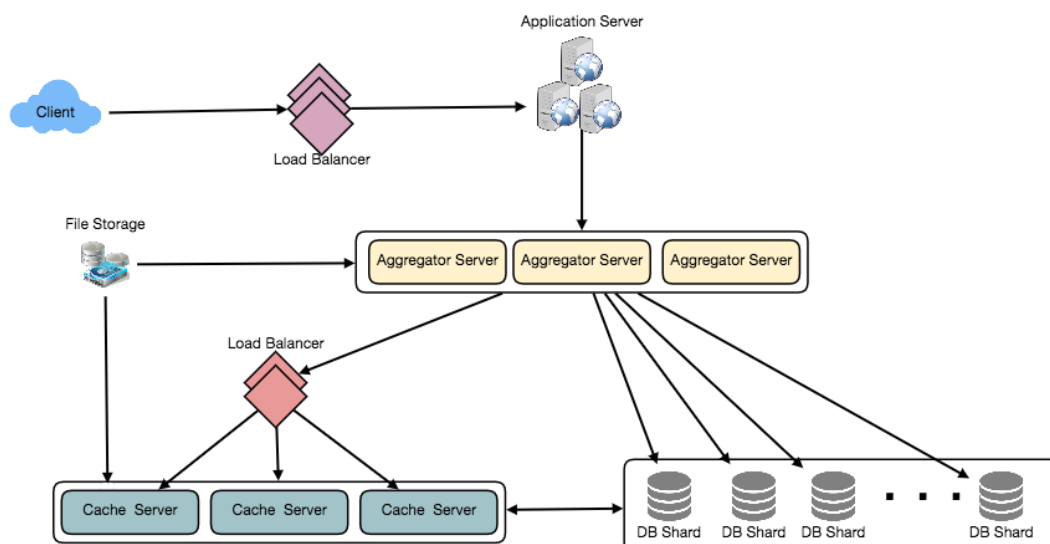 Application Server
Client
Load Balancer
File Storage
Aggregator Server
Aggregator Server
Aggregator Server
Load Balancer
Cache Server
Cache Server
Cache Server
DB Shard
DB Shard
DB Shard
DB Shard